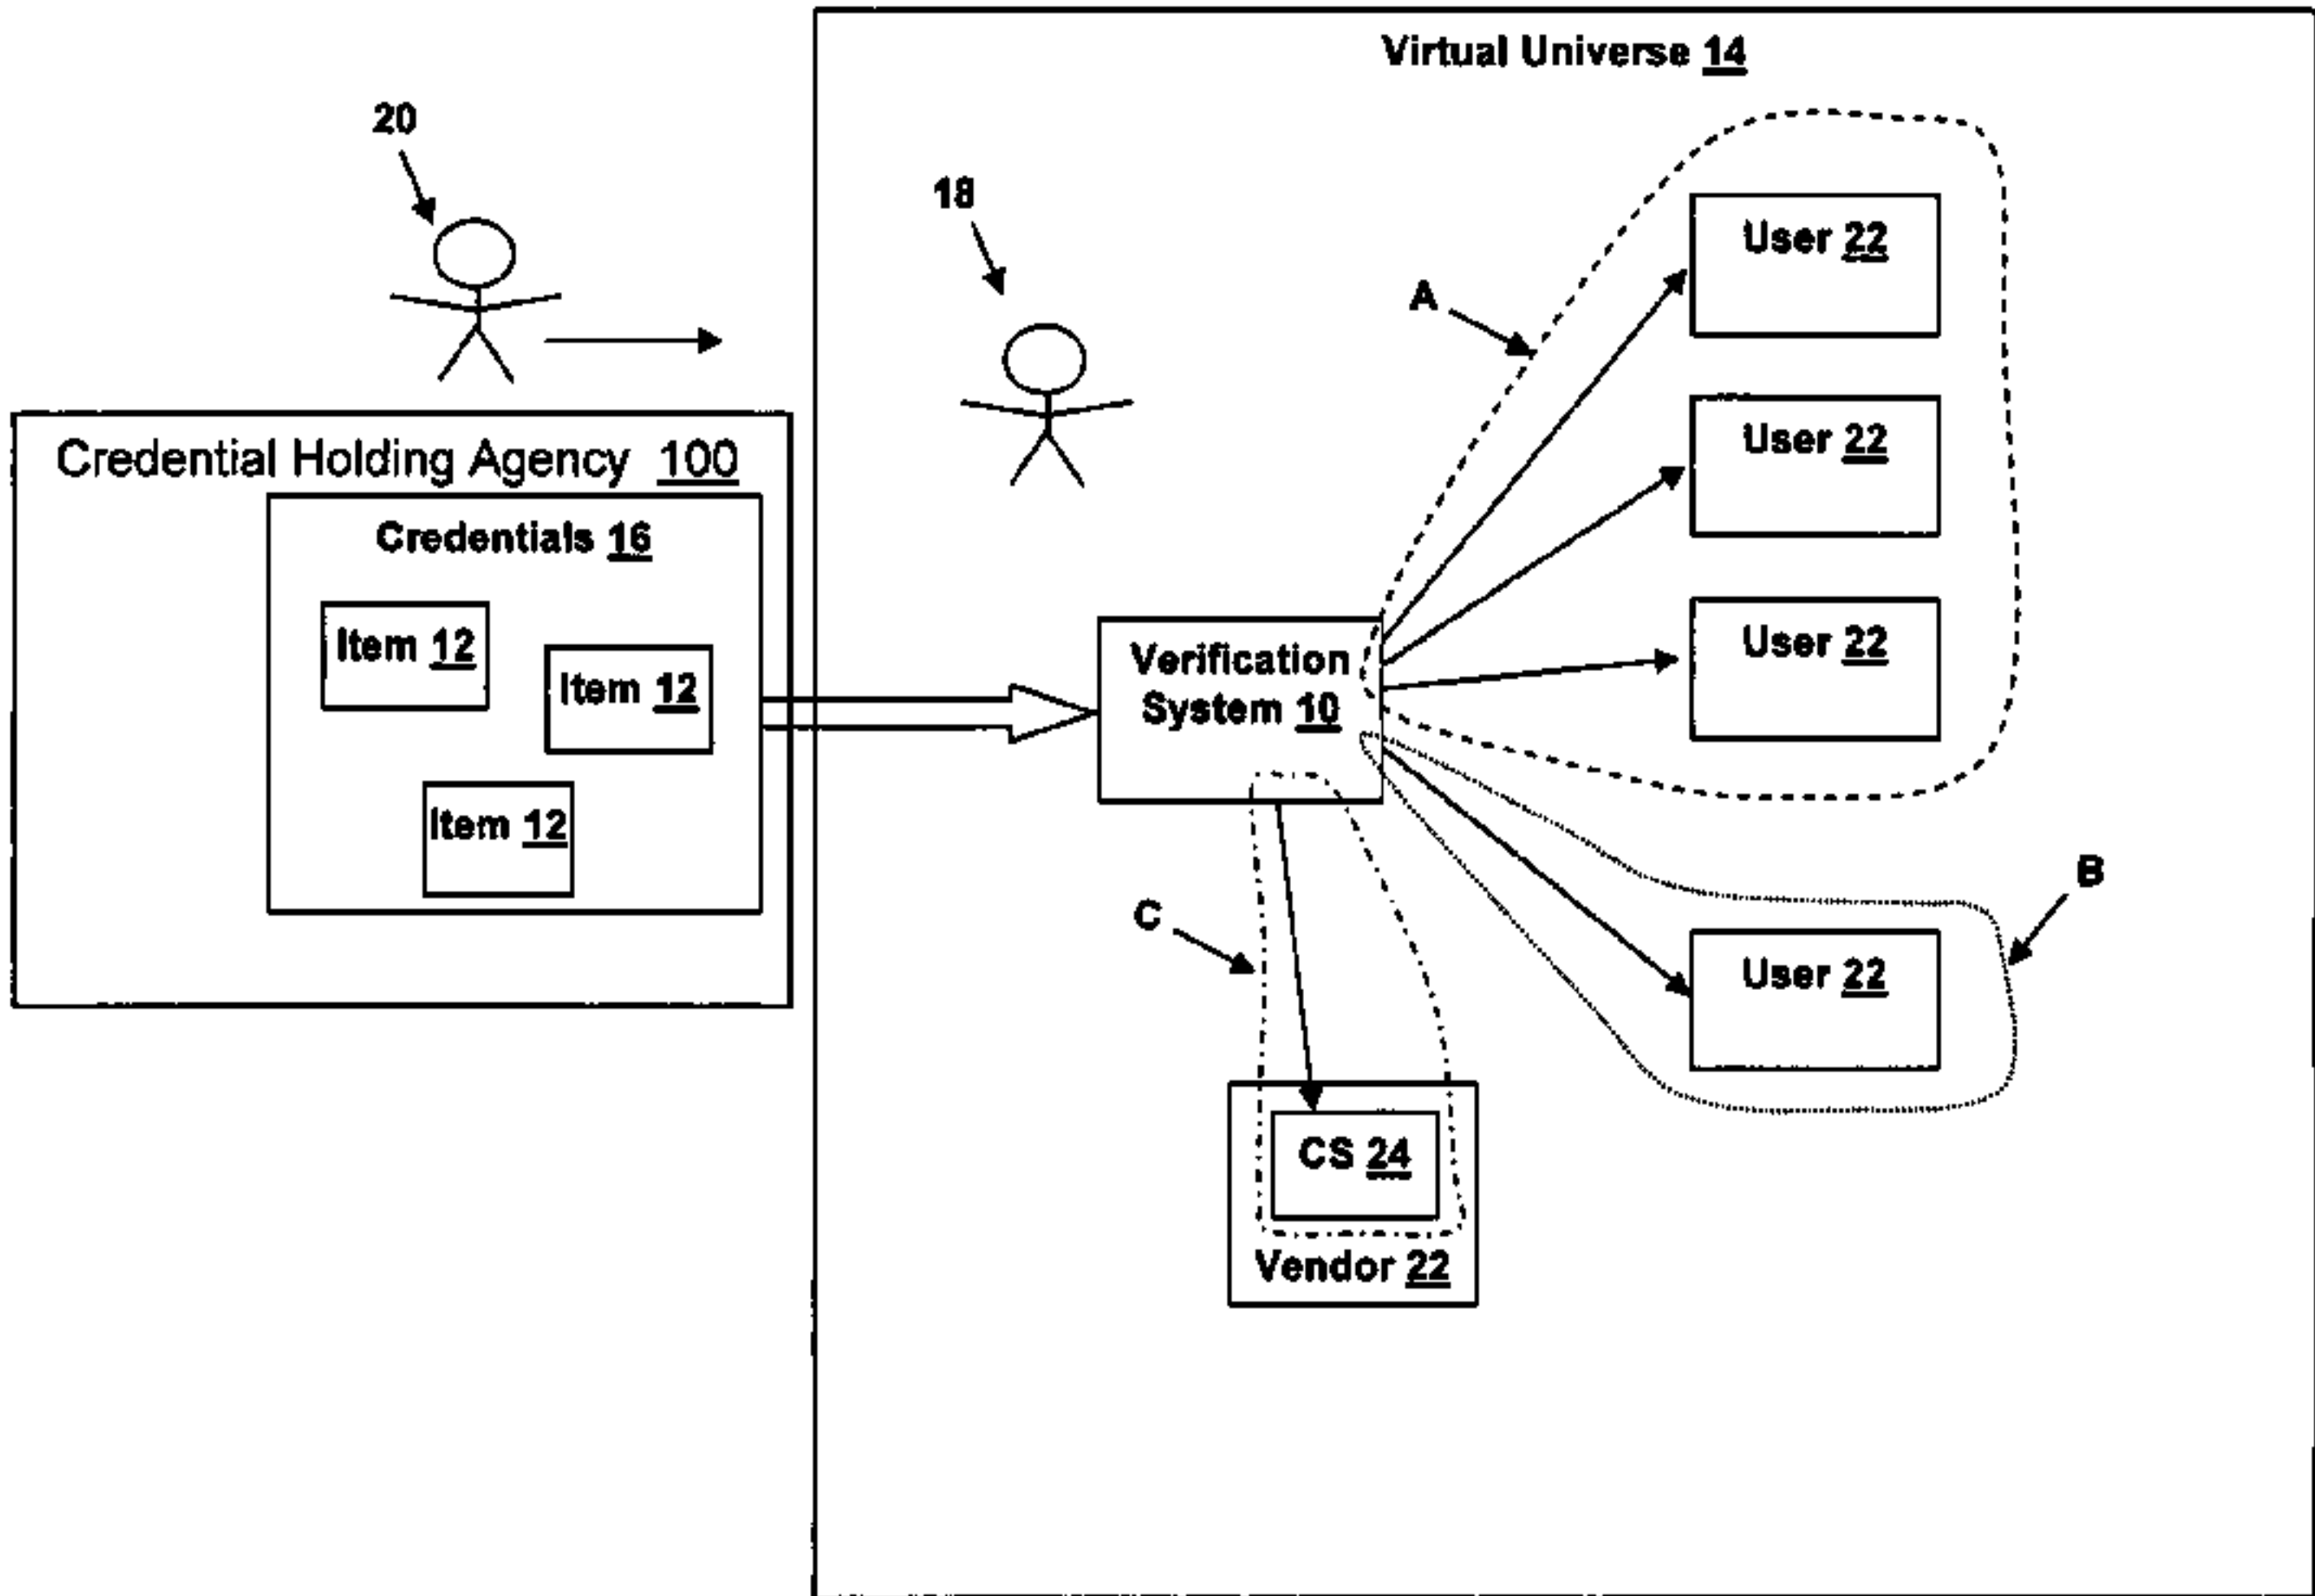 Virtual Universe 14
20
18
A
User 22
User 22
User 22
Credential Holding Agency 100
Credentials 16
Item 12
Item 12
Item 12
Verification
System 10
B
User 22
C
CS 24
Vendor 22